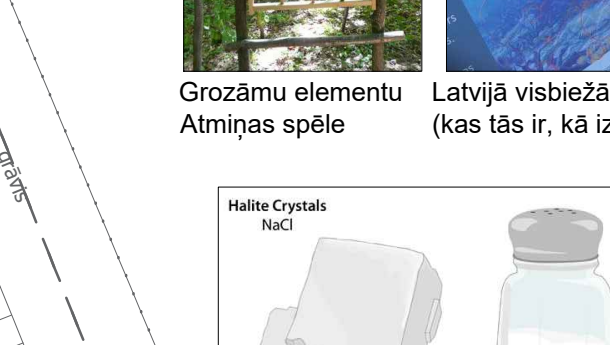 Grozāmu elementu
Atmiņas spēle
Latvijā visbiežā
(kas tās ir, kā iz
grāvis
Halite Crystals
NaCl